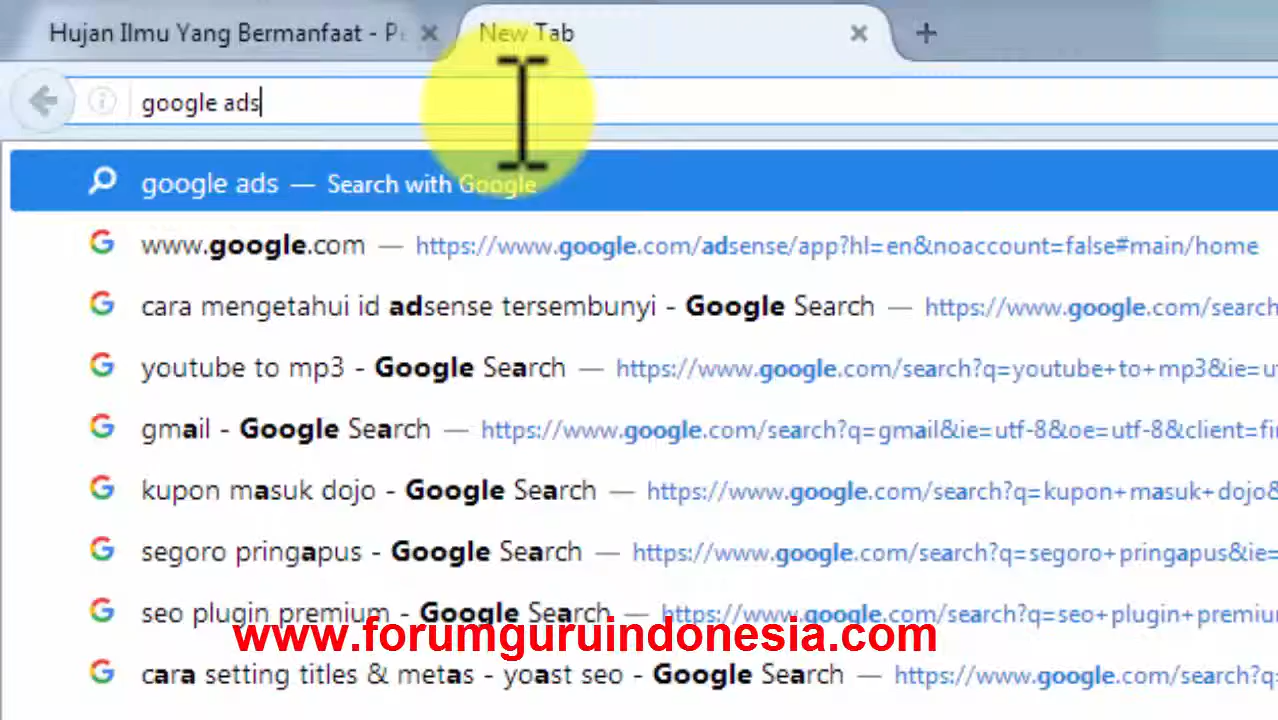 Hujan Ilmu Yang Bermanfaat - P
New Tab
google ads
google ads — Search with Google
www.google.com — https://www.google.com/adsense/app?hl=en&noaccount=false#main/home
cara mengetahui id adsense tersembunyi - Google Search — https://www.google.com/search
youtube to mp3 - Google Search — https://www.google.com/search?q=youtube+to+mp3&ie=u
gmail - Google Search — https://www.google.com/search?q=gmail&ie=utf-8&oe=utf-8&client=fi
kupon masuk dojo - Google Search — https://www.google.com/search?q=kupon+masuk+dojo&
segoro pringapus - Google Search — https://www.google.com/search?q=segoro+pringapus&ie=
seo plugin premium - Google Search — https://www.google.com/search?q=seo+plugin+premiu
www.forumguruindonesia.com
cara setting titles & metas - yoast seo - Google Search — https://www.google.com/search?